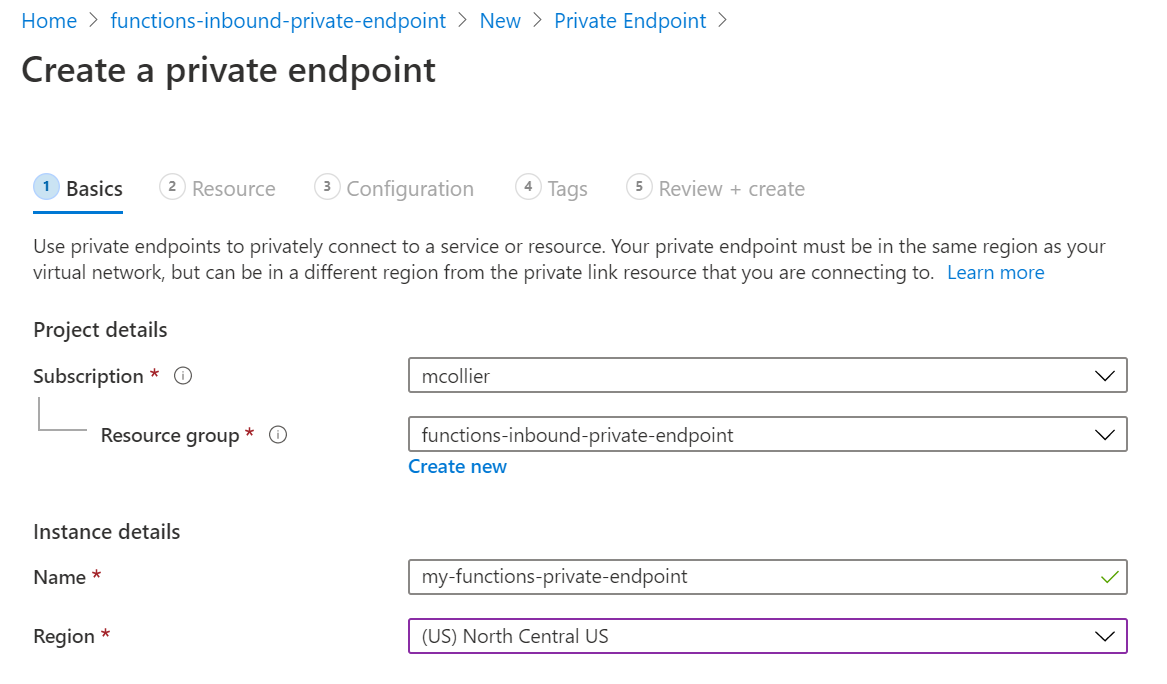 Home > functions-inbound-private-endpoint > New > Private Endpoint >
Create a private endpoint
1 Basics 2 Resource 3 Configuration 4 Tags 5 Review + create
Use private endpoints to privately connect to a service or resource. Your private endpoint must be in the same region as your
virtual network, but can be in a different region from the private link resource that you are connecting to. Learn more
Project details
Subscription * mcollier
Resource group * functions-inbound-private-endpoint
Create new
Instance details
Name * my-functions-private-endpoint
Region * (US) North Central US